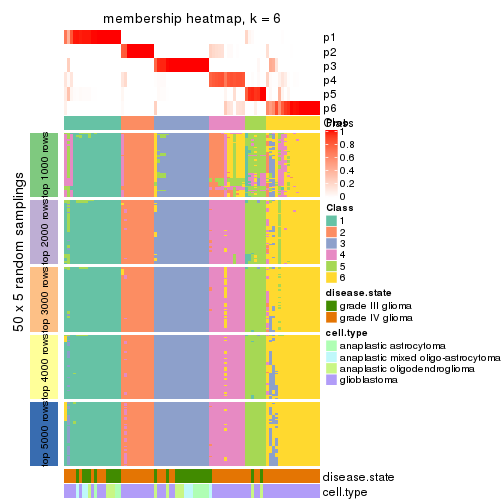 membership heatmap, k = 6
p1
p2
p3
p4
p5
p6
Class
Prob
1
0.8
0.6
0.4
0.2
0
Class
1
2
3
4
5
6
disease.state
grade III glioma
grade IV glioma
cell.type
anaplastic astrocytoma
anaplastic mixed oligo-astrocytoma
anaplastic oligodendroglioma
glioblastoma
50 x 5 random samplings
top 1000 rows
top 2000 rows
top 3000 rows
top 4000 rows
top 5000 rows
disease.state
cell.type